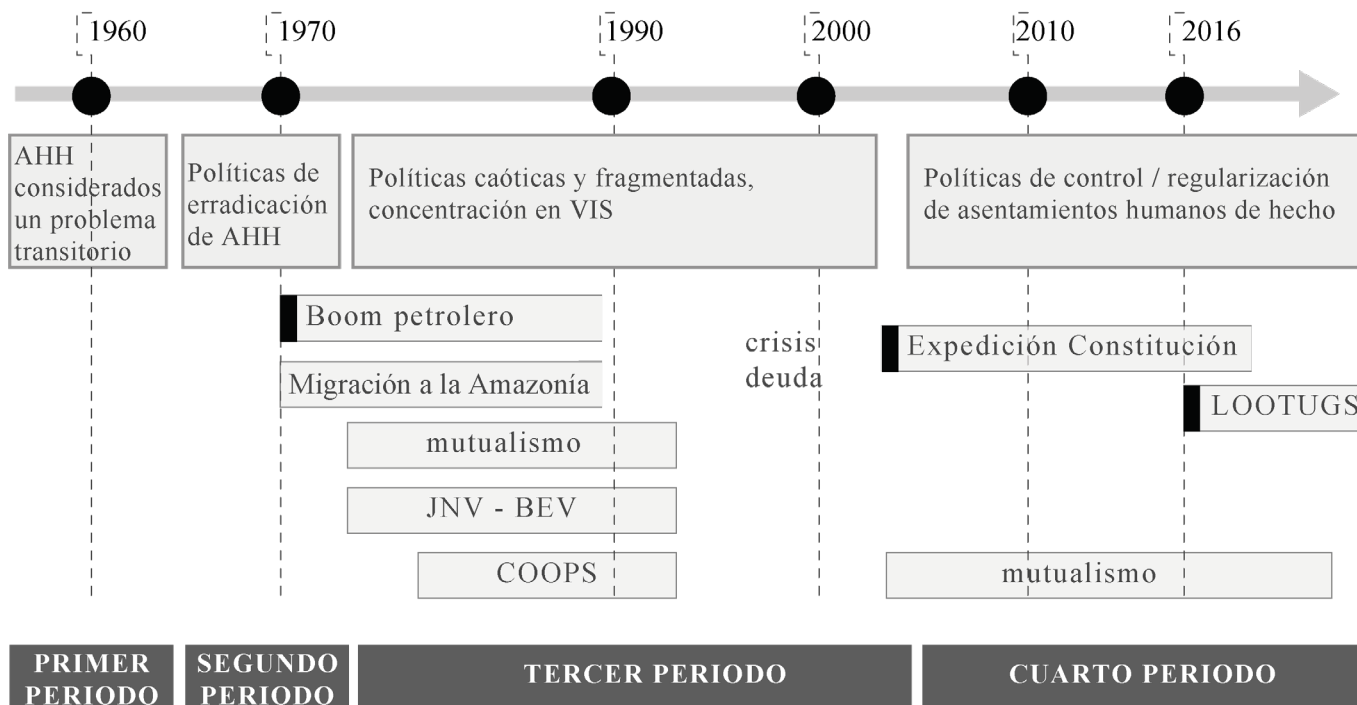 1960
1970
1990
2000
2010
2016
AHH
considerados
un problema
transitorio
Políticas de
erradicación
de AHH
Políticas caóticas y fragmentadas,
concentración en VIS
Políticas de control / regularización
de asentamientos humanos de hecho
Boom petrolero
Migración a la Amazonía
mutualismo
JNV - BEV
COOPS
crisis
deuda
Expedición Constitución
LOOTUGS
mutualismo
PRIMER
PERIODO
SEGUNDO
PERIODO
TERCER PERIODO
CUARTO PERIODO